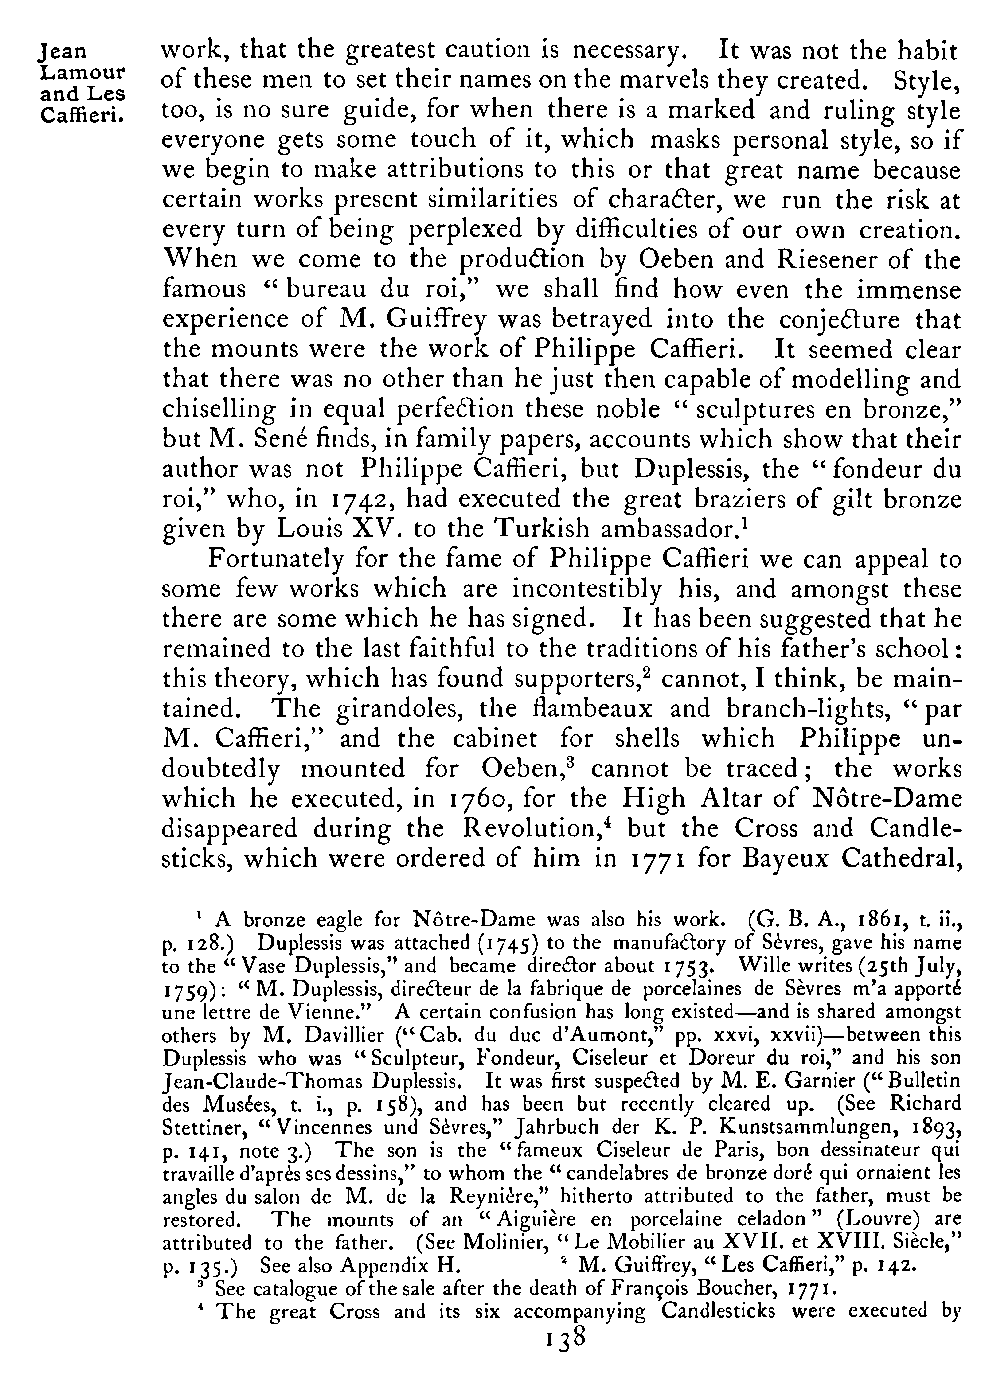 Jean
Lamour
and Les
Caffieri.
work, that the greatest caution is necessary. It was not the habit
of these men to set their names on the marvels they created. Style,
too, is no sure guide, for when there is a marked and ruling style
everyone gets some touch of it, which masks personal style, so if
we begin to make attributions to this or that great name because
certain works present similarities of character, we run the risk at
every turn of being perplexed by difficulties of our own creation.
When we come to the production by Oeben and Riesener of the
famous “bureau du roi,” we shall find how even the immense
experience of M. Guiffrey was betrayed into the conjecture that
the mounts were the work of Philippe Caffieri. It seemed clear
that there was no other than he just then capable of modelling and
chiselling in equal perfection these noble “sculptures en bronze,”
but M. Sené finds, in family papers, accounts which show that their
author was not Philippe Caffieri, but Duplessis, the “fondeur du
roi,” who, in 1742, had executed the great braziers of gilt bronze
given by Louis XV. to the Turkish ambassador.¹
Fortunately for the fame of Philippe Caffieri we can appeal to
some few works which are incontestibly his, and amongst these
there are some which he has signed. It has been suggested that he
remained to the last faithful to the traditions of his father’s school:
this theory, which has found supporters,² cannot, I think, be main-
tained. The girandoles, the flambeaux and branch-lights, “par
M. Caffieri,” and the cabinet for shells which Philippe un-
doubtedly mounted for Oeben,³ cannot be traced; the works
which he executed, in 1760, for the High Altar of Nôtre-Dame
disappeared during the Revolution,⁴ but the Cross and Candle-
sticks, which were ordered of him in 1771 for Bayeux Cathedral,
¹ A bronze eagle for Nôtre-Dame was also his work. (G. B. A., 1861, t. ii.,
p. 128.) Duplessis was attached (1745) to the manufactory of Sèvres, gave his name
to the “Vase Duplessis,” and became director about 1753. Wille writes (25th July,
1759): “M. Duplessis, directeur de la fabrique de porcelaines de Sèvres m’a apporté
une lettre de Vienne.” A certain confusion has long existed—and is shared amongst
others by M. Davillier (“Cab. du duc d’Aumont,” pp. xxvi, xxvii)—between this
Duplessis who was “Sculpteur, Fondeur, Ciseleur et Doreur du roi,” and his son
Jean-Claude-Thomas Duplessis. It was first suspected by M. E. Garnier (“Bulletin
des Musées, t. i., p. 158), and has been but recently cleared up. (See Richard
Stettiner, “Vincennes und Sèvres,” Jahrbuch der K. P. Kunstsammlungen, 1893,
p. 141, note 3.) The son is the “fameux Ciseleur de Paris, bon dessinateur qui
travaille d’après ses dessins,” to whom the “candelabres de bronze doré qui ornaient les
angles du salon de M. de la Reynière,” hitherto attributed to the father, must be
restored. The mounts of an “Aiguière en porcelaine celadon” (Louvre) are
attributed to the father. (See Molinier, “Le Mobilier au XVII. et XVIII. Siècle,”
p. 135.) See also Appendix H. ² M. Guiffrey, “Les Caffieri,” p. 142.
³ See catalogue of the sale after the death of François Boucher, 1771.
⁴ The great Cross and its six accompanying Candlesticks were executed by
138